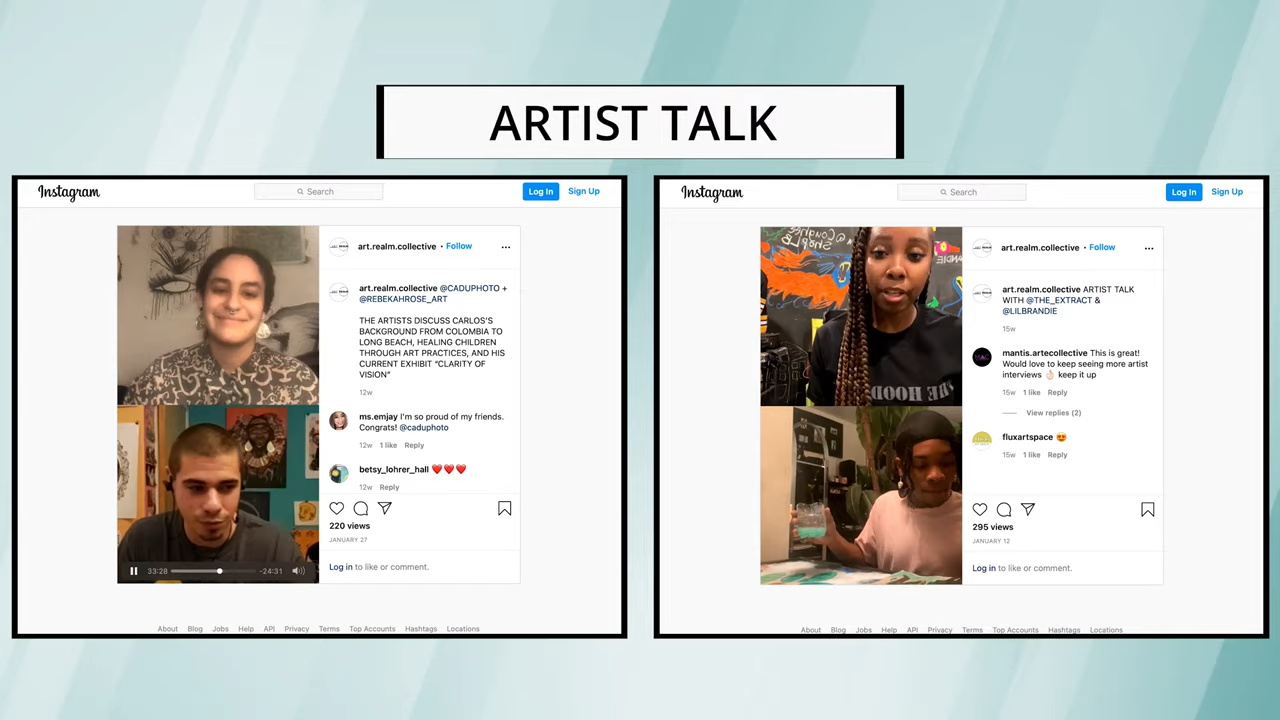 ARTIST TALK
Instagram
Search
Log In
Sign Up
art.realm.collective • Follow
art.realm.collective @CADUPHOTO +
@REBEKAHROSE_ART
THE ARTISTS DISCUSS CARLOS'S
BACKGROUND FROM COLOMBIA TO
LONG BEACH, HEALING CHILDREN
THROUGH ART PRACTICES, AND HIS
CURRENT EXHIBIT "CLARITY OF
VISION"
12w
ms.emjay I'm so proud of my friends.
Congrats! @caduphoto
12w 1 like Reply
betsy_lohrer_hall ❤️❤️❤️
12w Reply
220 views
JANUARY 27
Log in to like or comment.
33:28 -24:31
About Blog Jobs Help API Privacy Terms Top Accounts Hashtags Locations
Instagram
Search
Log In
Sign Up
art.realm.collective • Follow
art.realm.collective ARTIST TALK
WITH @THE_EXTRACT &
@LILBRANDIE
15w
mantis.artecollective This is great!
Would love to keep seeing more artist
interviews 👌🏻 keep it up
15w 1 like Reply
View replies (2)
fluxartspace 😍
15w 1 like Reply
295 views
JANUARY 12
Log in to like or comment.
THE HOOD
About Blog Jobs Help API Privacy Terms Top Accounts Hashtags Locations